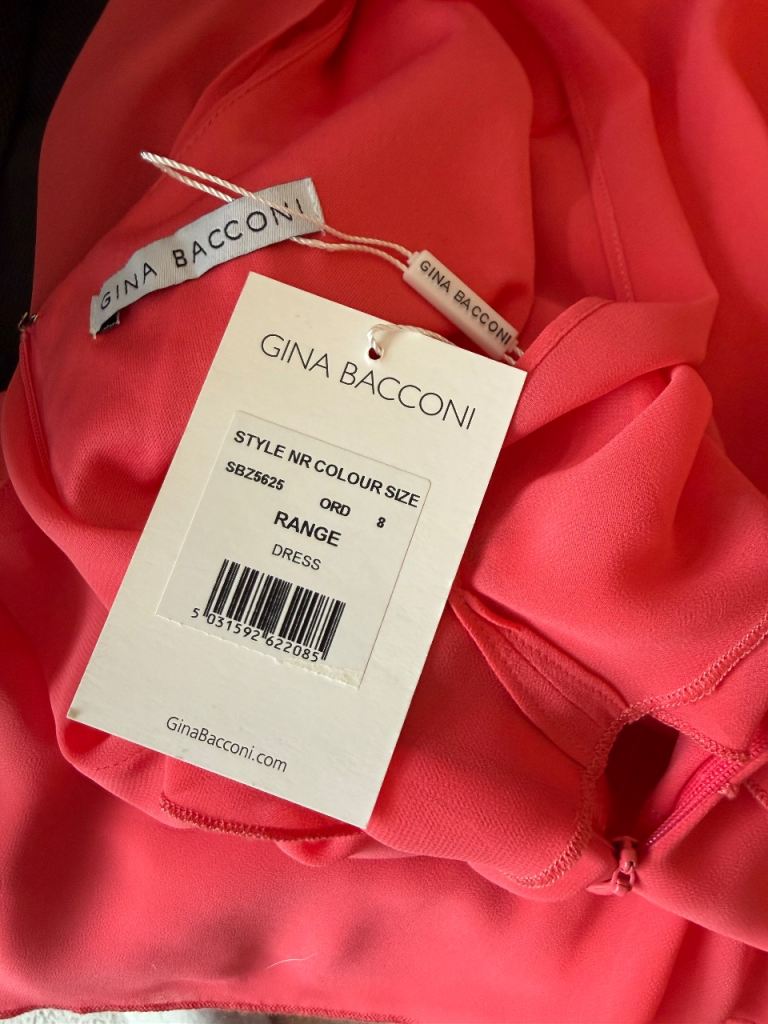 GINA BACCONI
GINA BACCONI
GINA BACCONI
STYLE NR COLOUR SIZE
SBZ5625 ORD 8
RANGE
DRESS
5 031592 622085
GinaBacconi.com